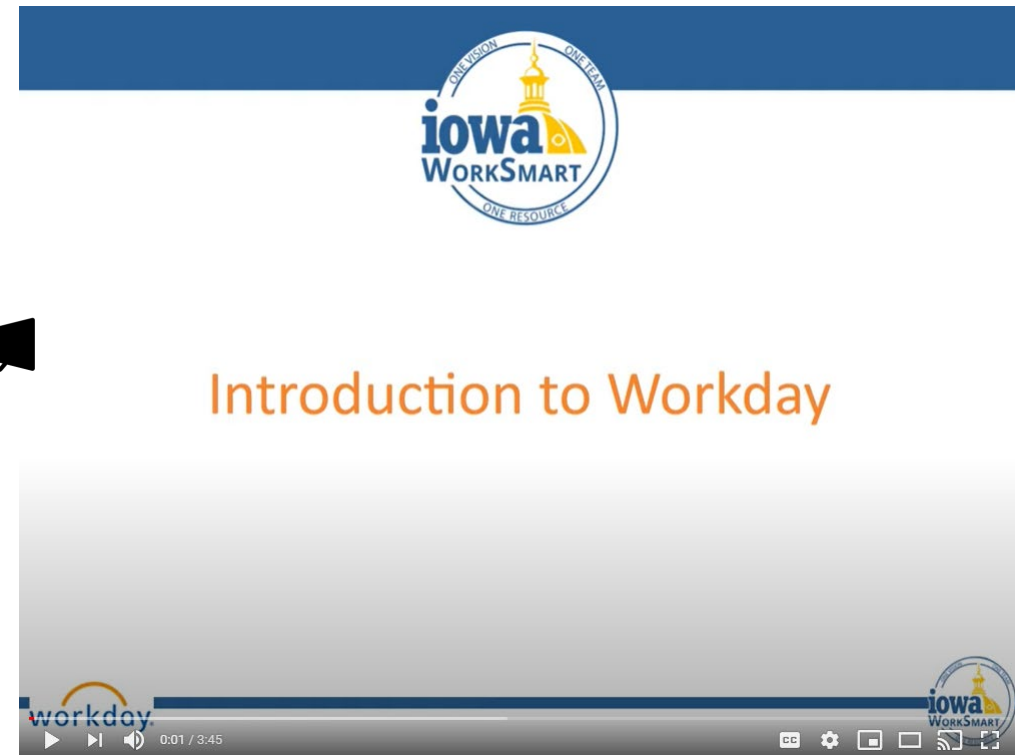 ONE VISION
ONE TEAM
iowa
WORKSMART
ONE RESOURCE
Introduction to Workday
workday.
iowa
WORKSMART
0:01 / 3:45
CC